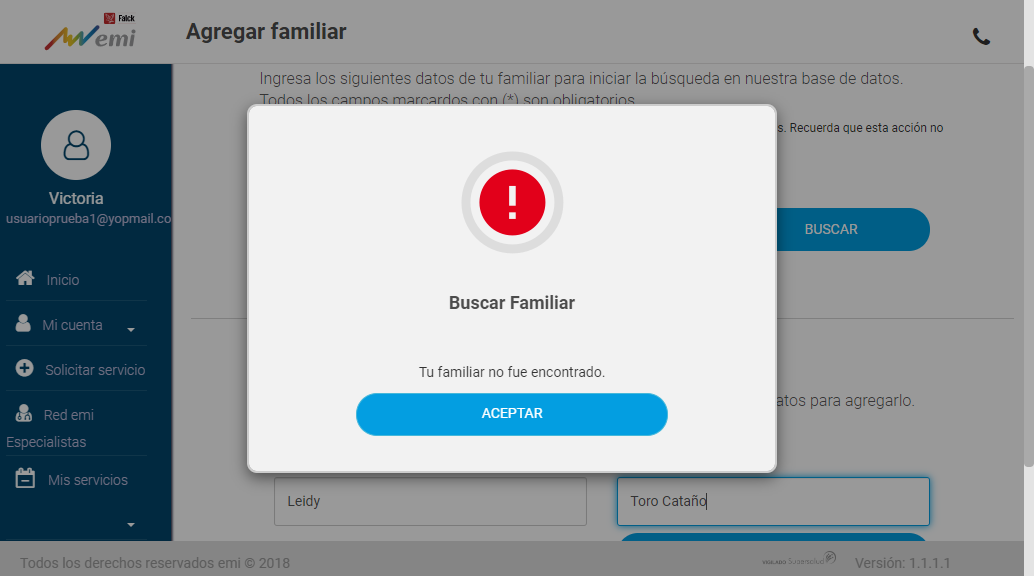 Falck
emi
Agregar familiar
Victoria
usuarioprueba1@yopmail.co
Inicio
Mi cuenta
Solicitar servicio
Red emi
Especialistas
Mis servicios
Ingresa los siguientes datos de tu familiar para iniciar la búsqueda en nuestra base de datos.
Todos los campos marcardos con (*) son obligatorios
s. Recuerda que esta acción no
BUSCAR
Buscar Familiar
Tu familiar no fue encontrado.
ACEPTAR
atos para agregarlo.
Leidy
Toro Cataño
Todos los derechos reservados emi © 2018
VIGILADO Supersalud
Versión: 1.1.1.1